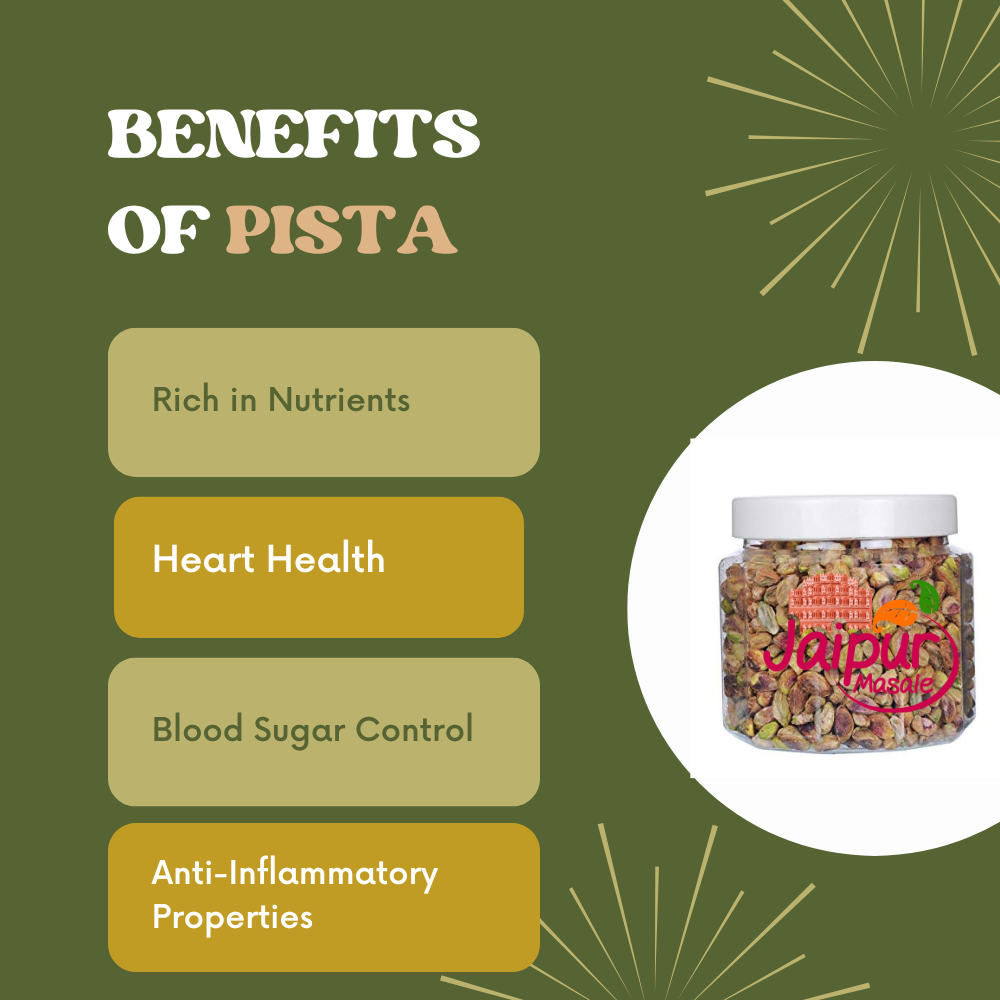 BENEFITS
OF PISTA
Rich in Nutrients
Heart Health
Blood Sugar Control
Anti-Inflammatory
Properties
Jaipur
Masale